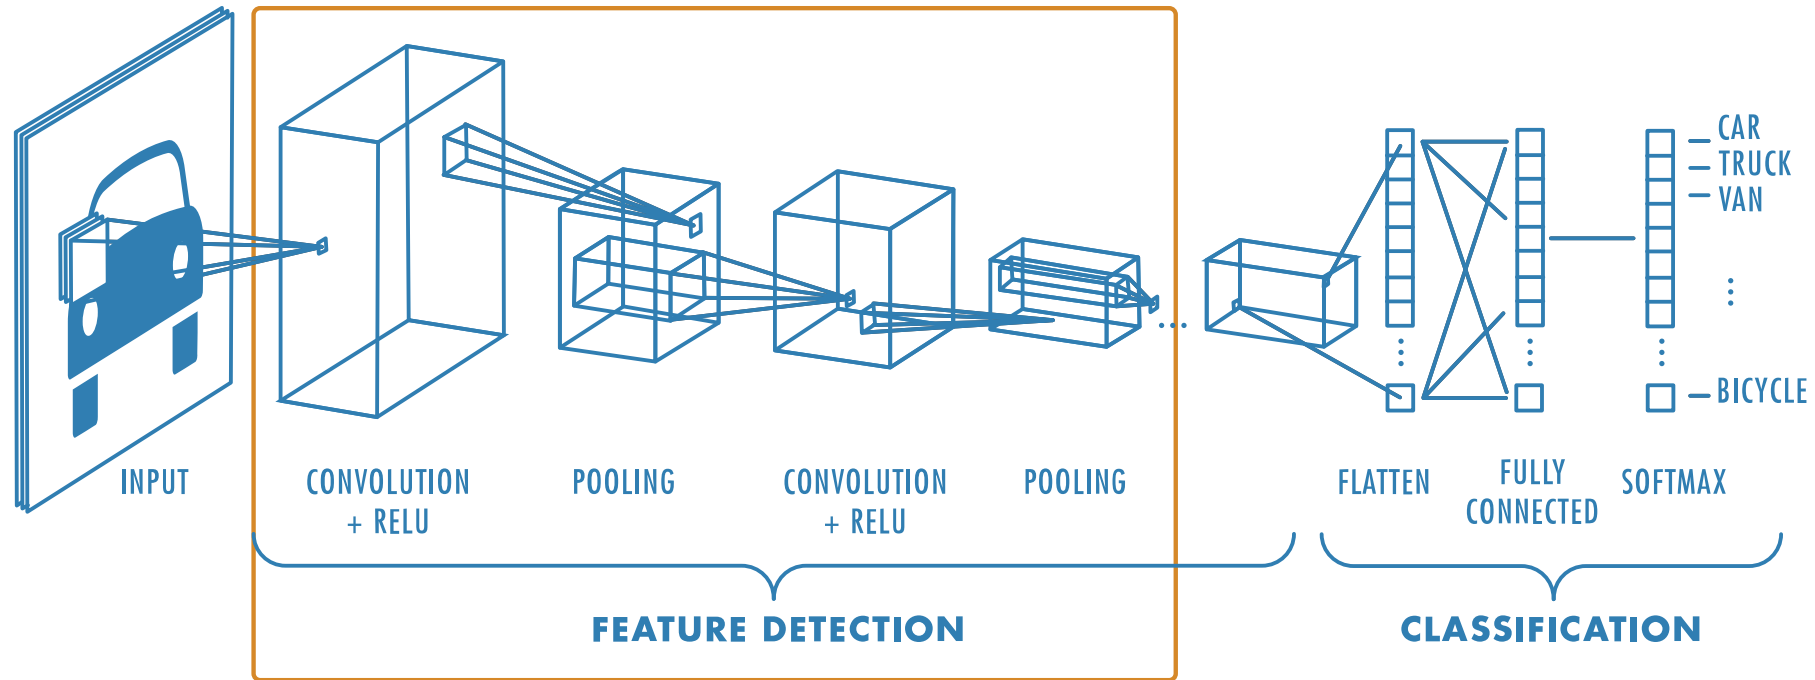 CAR
TRUCK
VAN
BICYCLE
INPUT
CONVOLUTION
+ RELU
POOLING
CONVOLUTION
+ RELU
POOLING
FLATTEN
FULLY
CONNECTED
SOFTMAX
FEATURE DETECTION
CLASSIFICATION